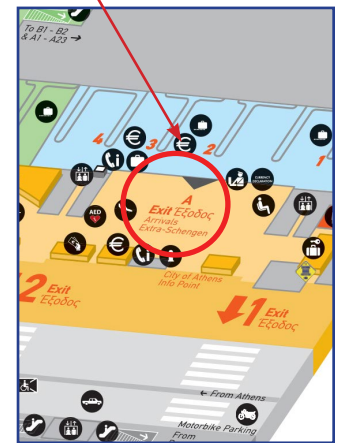 To B1 - B2
& A1 - A23 →
4
3
2
1
CURRENCY
DECLARATION
A
Exit Έξοδος
Arrivals
Extra-Schengen
AED
City of Athens
Info Point
2 Exit
Έξοδος
1 Exit
Έξοδος
← From Athens
Motorbike Parking
From